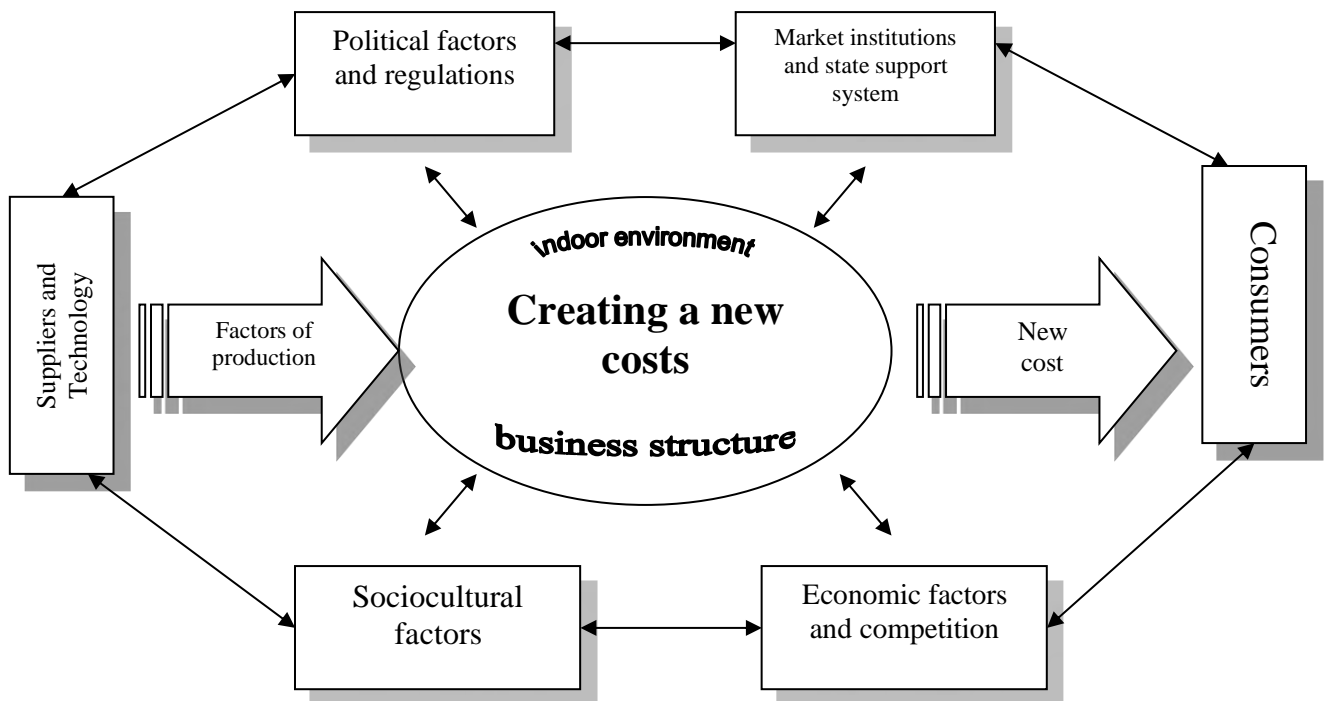 Political factors
and regulations
Market institutions
and state support
system
Suppliers and
Technology
Factors of
production
indoor environment
Creating a new
costs
business structure
New
cost
Consumers
Sociocultural
factors
Economic factors
and competition